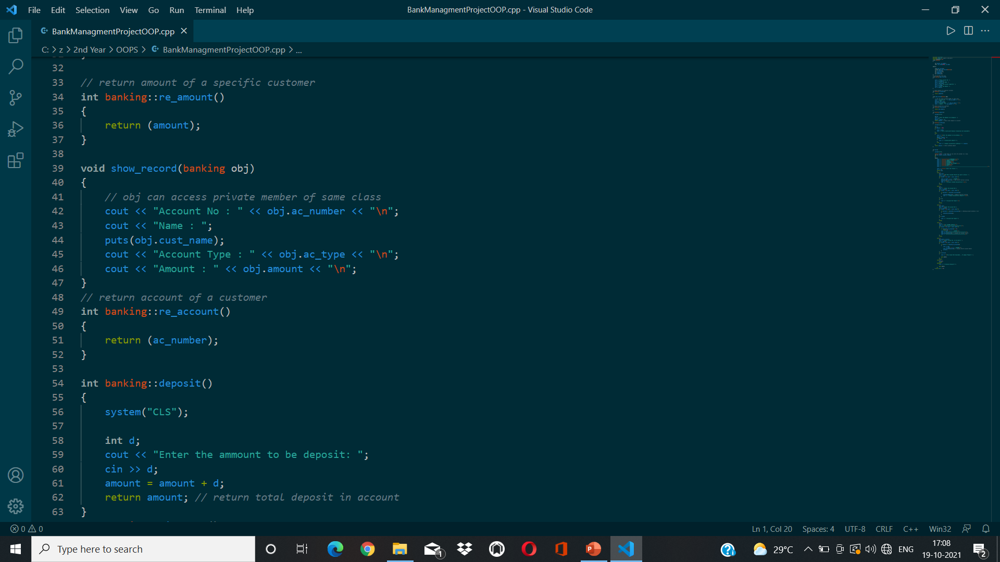 File Edit Selection View Go Run Terminal Help
BankManagmentProjectOOP.cpp - Visual Studio Code
BankManagmentProjectOOP.cpp
C: > z > 2nd Year > OOPS > BankManagmentProjectOOP.cpp > ...
32
33 // return amount of a specific customer
34 int banking::re_amount()
35 {
36     return (amount);
37 }
38
39 void show_record(banking obj)
40 {
41     // obj can access private member of same class
42     cout << "Account No : " << obj.ac_number << "\n";
43     cout << "Name : ";
44     puts(obj.cust_name);
45     cout << "Account Type : " << obj.ac_type << "\n";
46     cout << "Amount : " << obj.amount << "\n";
47 }
48 // return account of a customer
49 int banking::re_account()
50 {
51     return (ac_number);
52 }
53
54 int banking::deposit()
55 {
56     system("CLS");
57
58     int d;
59     cout << "Enter the ammount to be deposit: ";
60     cin >> d;
61     amount = amount + d;
62     return amount; // return total deposit in account
63 }
0 0
Ln 1, Col 20 Spaces: 4 UTF-8 CRLF C++ Win32
Type here to search
1
P
29°C
ENG
17:08
19-10-2021
2